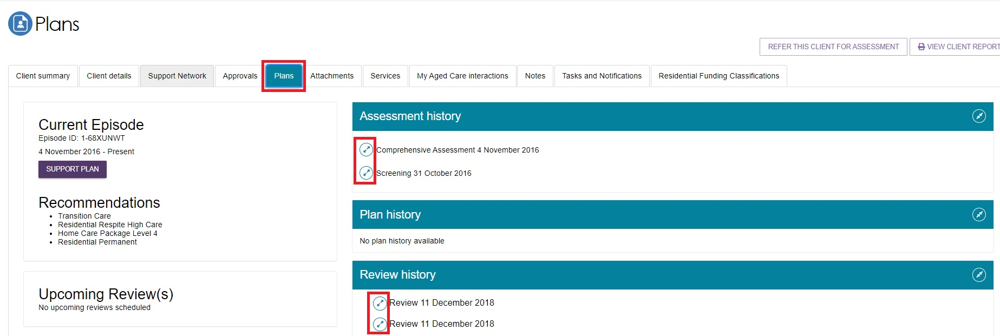 Plans
REFER THIS CLIENT FOR ASSESSMENT
VIEW CLIENT REPORT
Client summary
Client details
Support Network
Approvals
Plans
Attachments
Services
My Aged Care interactions
Notes
Tasks and Notifications
Residential Funding Classifications
Current Episode
Episode ID: 1-68XUNWT
4 November 2016 - Present
SUPPORT PLAN
Recommendations
• Transition Care
• Residential Respite High Care
• Home Care Package Level 4
• Residential Permanent
Upcoming Review(s)
No upcoming reviews scheduled
Assessment history
Comprehensive Assessment 4 November 2016
Screening 31 October 2016
Plan history
No plan history available
Review history
Review 11 December 2018
Review 11 December 2018